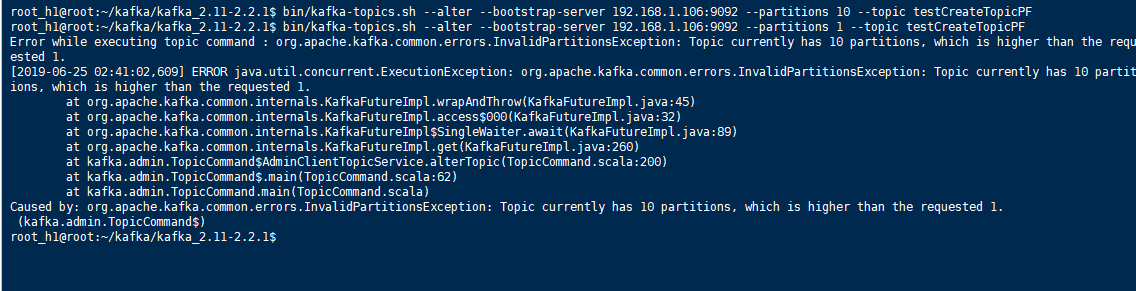 root_h1@root:~/kafka/kafka_2.11-2.2.1$ bin/kafka-topics.sh --alter --bootstrap-server 192.168.1.106:9092 --partitions 10 --topic testCreateTopicPF
root_h1@root:~/kafka/kafka_2.11-2.2.1$ bin/kafka-topics.sh --alter --bootstrap-server 192.168.1.106:9092 --partitions 1 --topic testCreateTopicPF
Error while executing topic command : org.apache.kafka.common.errors.InvalidPartitionsException: Topic currently has 10 partitions, which is higher than the requ
ested 1.
[2019-06-25 02:41:02,609] ERROR java.util.concurrent.ExecutionException: org.apache.kafka.common.errors.InvalidPartitionsException: Topic currently has 10 partit
ions, which is higher than the requested 1.
at org.apache.kafka.common.internals.KafkaFutureImpl.wrapAndThrow(KafkaFutureImpl.java:45)
at org.apache.kafka.common.internals.KafkaFutureImpl.access$000(KafkaFutureImpl.java:32)
at org.apache.kafka.common.internals.KafkaFutureImpl$SingleWaiter.await(KafkaFutureImpl.java:89)
at org.apache.kafka.common.internals.KafkaFutureImpl.get(KafkaFutureImpl.java:260)
at kafka.admin.TopicCommand$AdminClientTopicService.alterTopic(TopicCommand.scala:200)
at kafka.admin.TopicCommand$.main(TopicCommand.scala:62)
at kafka.admin.TopicCommand.main(TopicCommand.scala)
Caused by: org.apache.kafka.common.errors.InvalidPartitionsException: Topic currently has 10 partitions, which is higher than the requested 1.
(kafka.admin.TopicCommand$)
root_h1@root:~/kafka/kafka_2.11-2.2.1$